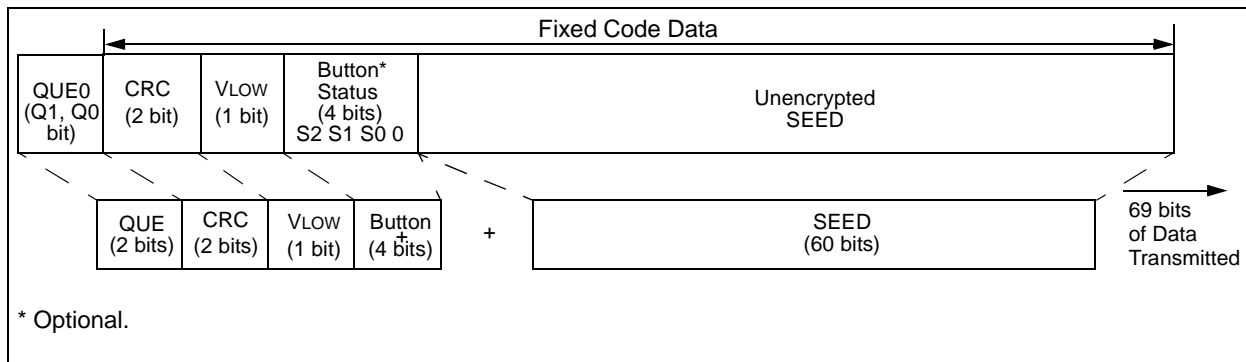 Fixed Code Data
QUE0
(Q1, Q0
bit)
CRC
(2 bit)
VLOW
(1 bit)
Button*
Status
(4 bits)
S2 S1 S0 0
Unencrypted
SEED
QUE
(2 bits)
CRC
(2 bits)
VLOW
(1 bit)
Button
+
(4 bits)
+
SEED
(60 bits)
69 bits
of Data
Transmitted
* Optional.